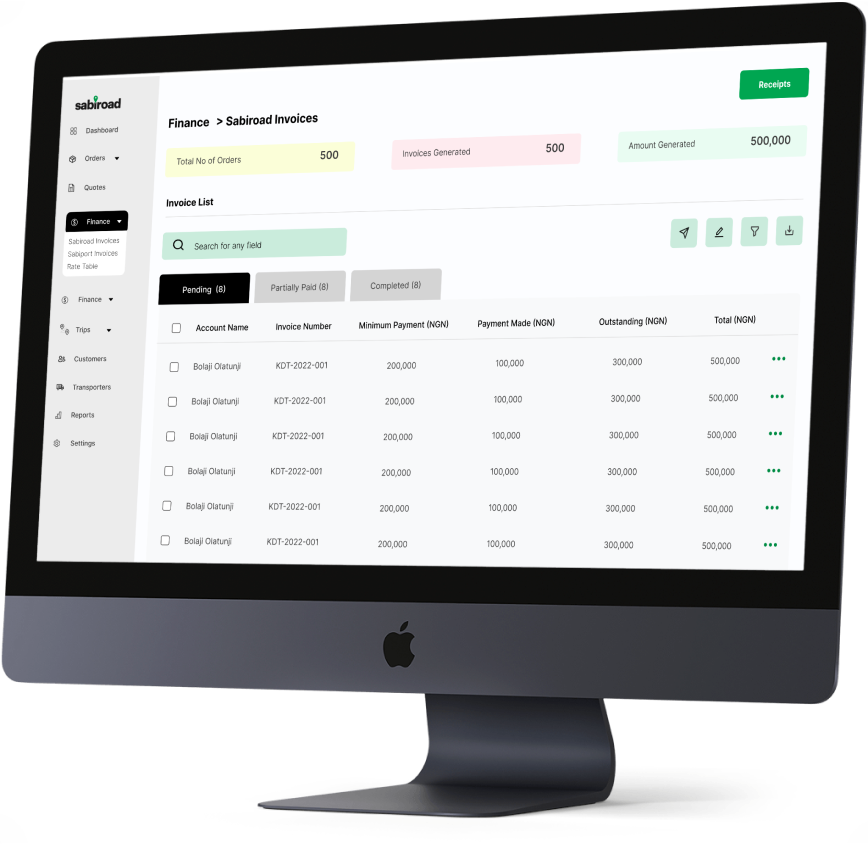 sabiroad
Dashboard
Orders
Quotes
Finance
Sabiroad Invoices
Sabiport Invoices
Rate Table
Finance
Trips
Customers
Transporters
Reports
Settings
Receipts
Finance > Sabiroad Invoices
Total No of Orders 500
Invoices Generated 500
Amount Generated 500,000
Invoice List
Search for any field
Pending (8) Partially Paid (8) Completed (8)
Account Name Invoice Number Minimum Payment (NGN) Payment Made (NGN) Outstanding (NGN) Total (NGN)
Bolaji Olatunji KDT-2022-001 200,000 100,000 300,000 500,000
Bolaji Olatunji KDT-2022-001 200,000 100,000 300,000 500,000
Bolaji Olatunji KDT-2022-001 200,000 100,000 300,000 500,000
Bolaji Olatunji KDT-2022-001 200,000 100,000 300,000 500,000
Bolaji Olatunji KDT-2022-001 200,000 100,000 300,000 500,000
Bolaji Olatunji KDT-2022-001 200,000 100,000 300,000 500,000